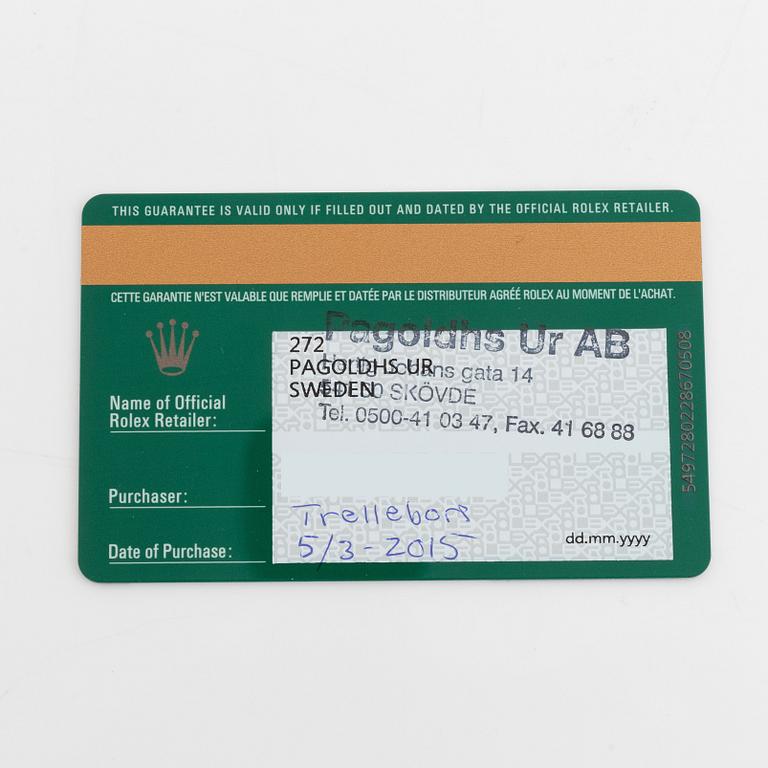 THIS GUARANTEE IS VALID ONLY IF FILLED OUT AND DATED BY THE OFFICIAL ROLEX RETAILER.
CETTE GARANTIE N'EST VALABLE QUE REMPLIE ET DATÉE PAR LE DISTRIBUTEUR AGRÉÉ ROLEX AU MOMENT DE L'ACHAT.
Pagoldhs Ur AB
gata 14
SKÖVDE
Tel. 0500-41 03 47, Fax. 41 68 88
272
PAGOLDHS UR
SWEDEN
Name of Official
Rolex Retailer:
Purchaser:
Trelleborg
Date of Purchase:
5/3-2015
dd.mm.yyyy
5497280228670508